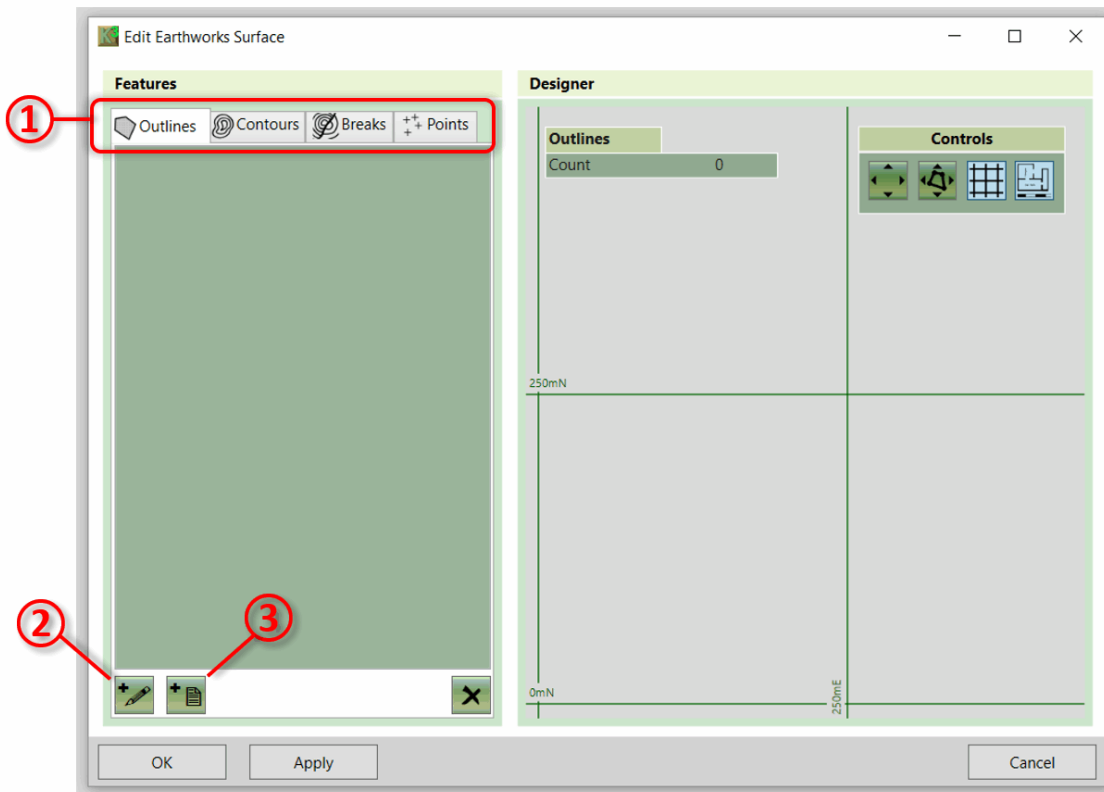 Edit Earthworks Surface
Features
Designer
1
Outlines
Contours
Breaks
Points
Outlines
Count 0
Controls
250mN
2
3
0mN
250mE
OK
Apply
Cancel